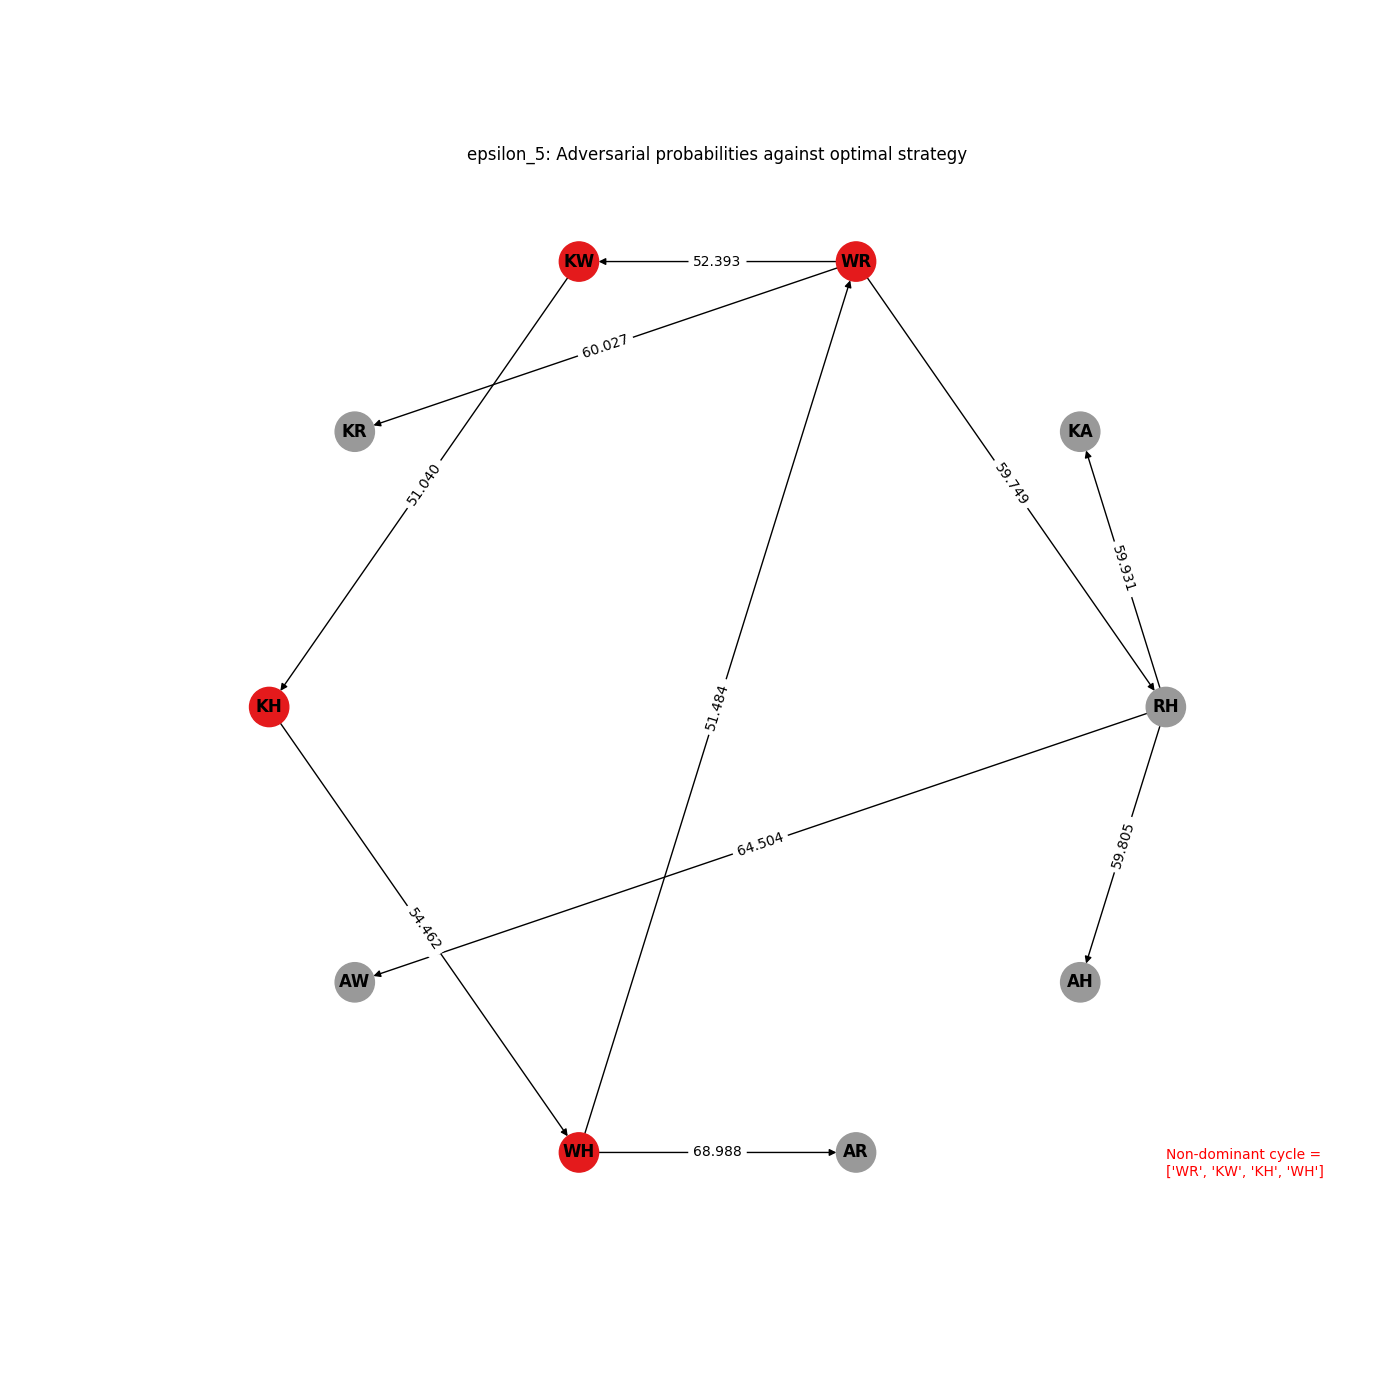 epsilon_5: Adversarial probabilities against optimal strategy
KW
52.393
WR
60.027
KR
KA
51.040
59.749
59.931
KH
51.484
RH
64.504
59.805
54.462
AW
AH
WH
68.988
AR
Non-dominant cycle =
['WR', 'KW', 'KH', 'WH']